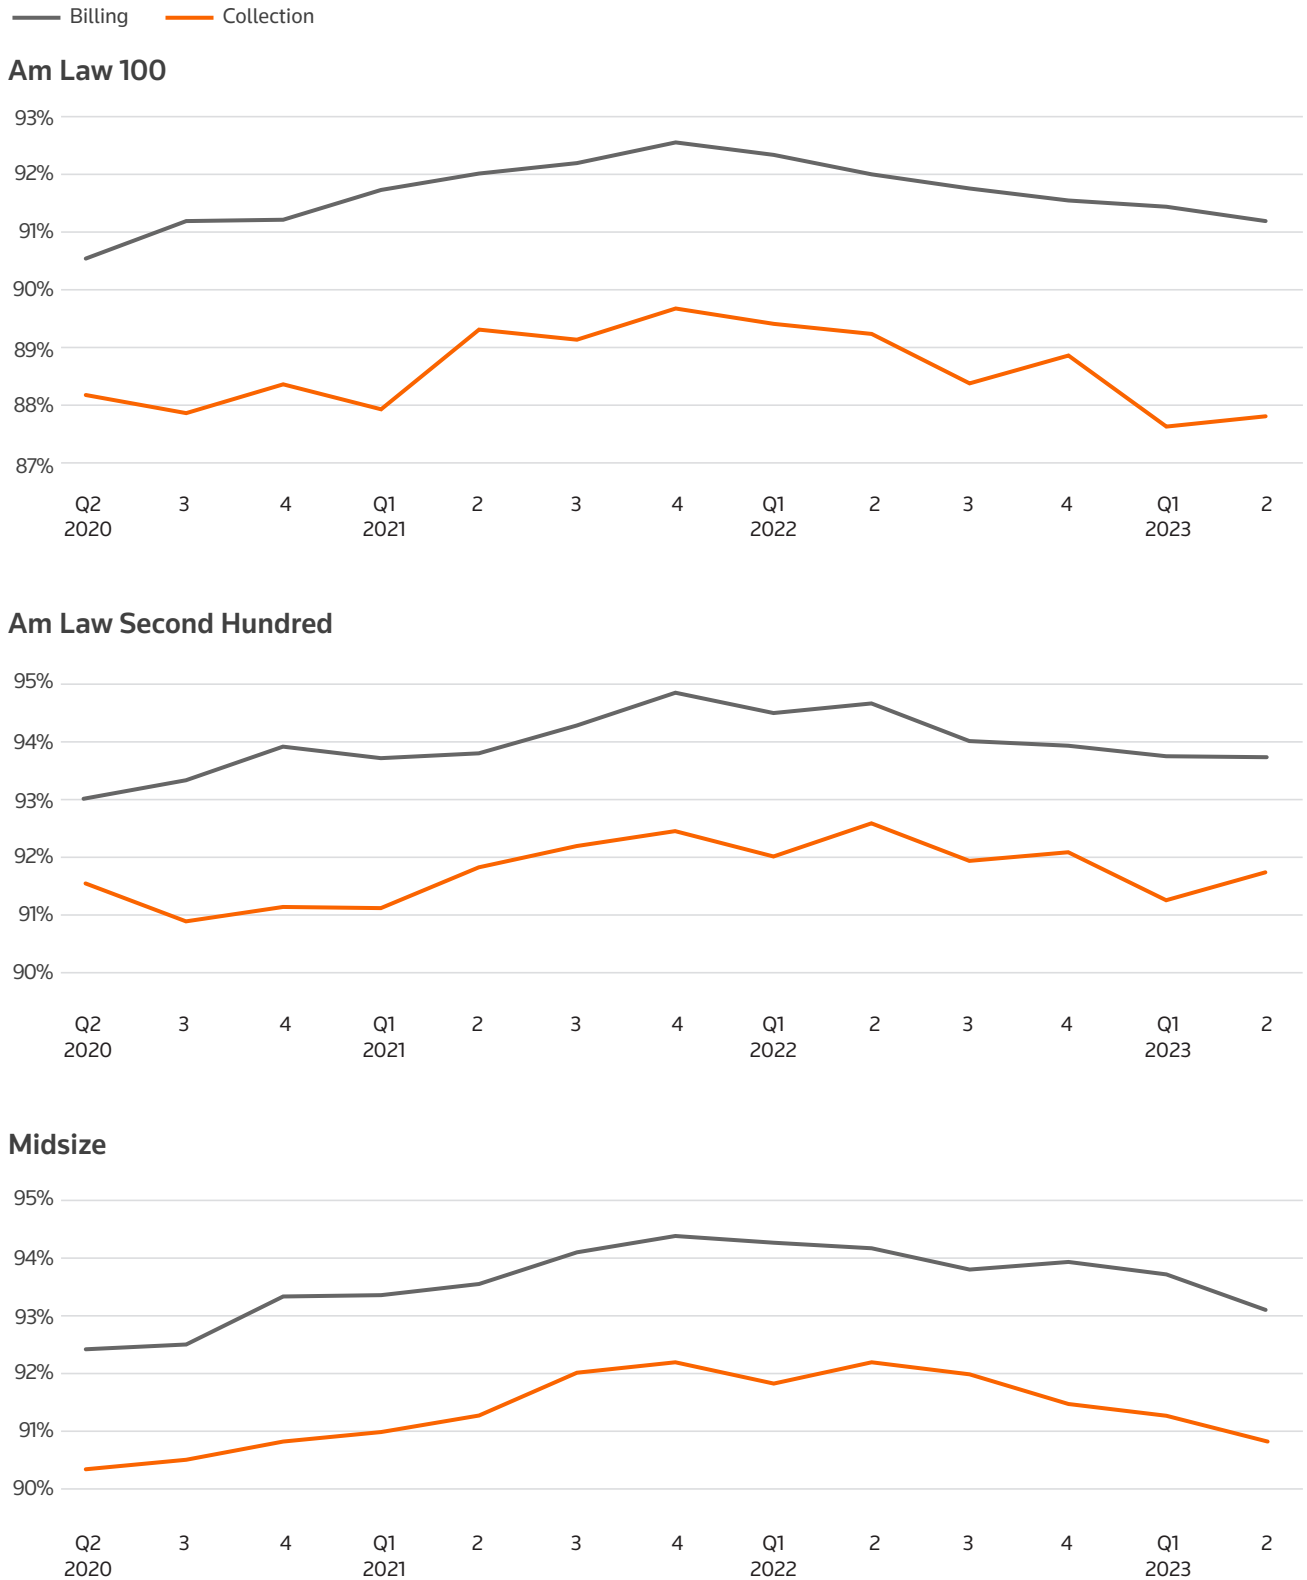 Billing Collection
Am Law 100
93%
92%
91%
90%
89%
88%
87%
Q2 3 4 Q1 2 3 4 Q1 2 3 4 Q1 2
2020 2021 2022 2023
Am Law Second Hundred
95%
94%
93%
92%
91%
90%
Q2 3 4 Q1 2 3 4 Q1 2 3 4 Q1 2
2020 2021 2022 2023
Midsize
95%
94%
93%
92%
91%
90%
Q2 3 4 Q1 2 3 4 Q1 2 3 4 Q1 2
2020 2021 2022 2023